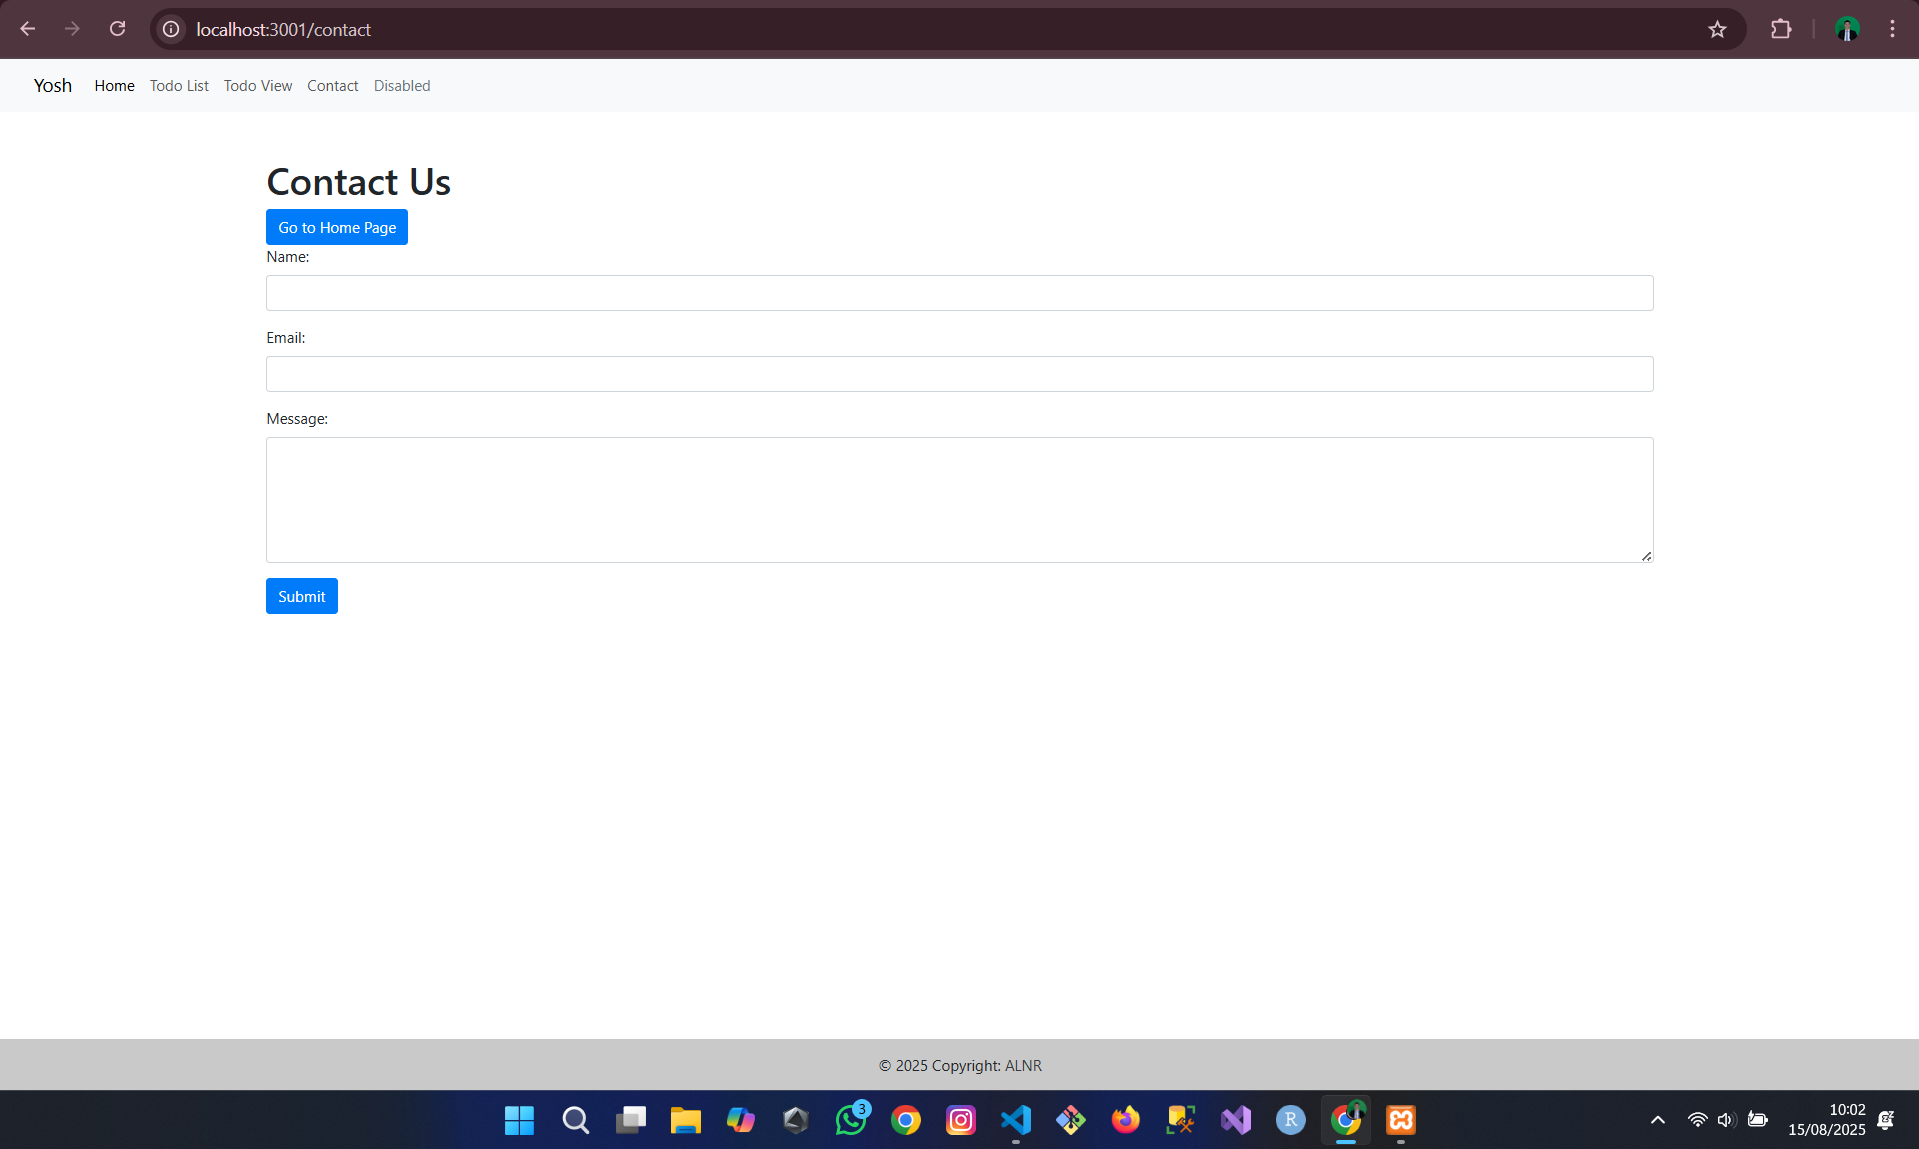 localhost:3001/contact
Yosh Home Todo List Todo View Contact Disabled
Contact Us
Go to Home Page
Name:
Email:
Message:
Submit
© 2025 Copyright: ALNR
3
R
10:02
15/08/2025